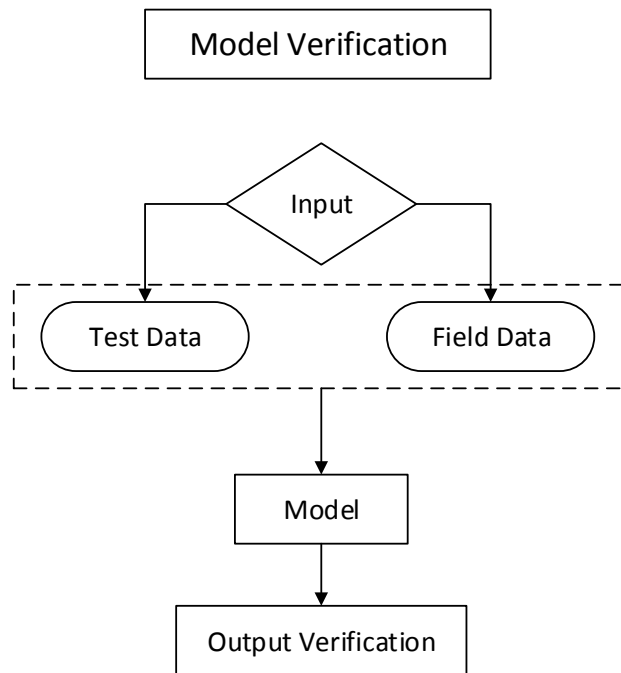 Model Verification
Input
Test Data
Field Data
Model
Output Verification